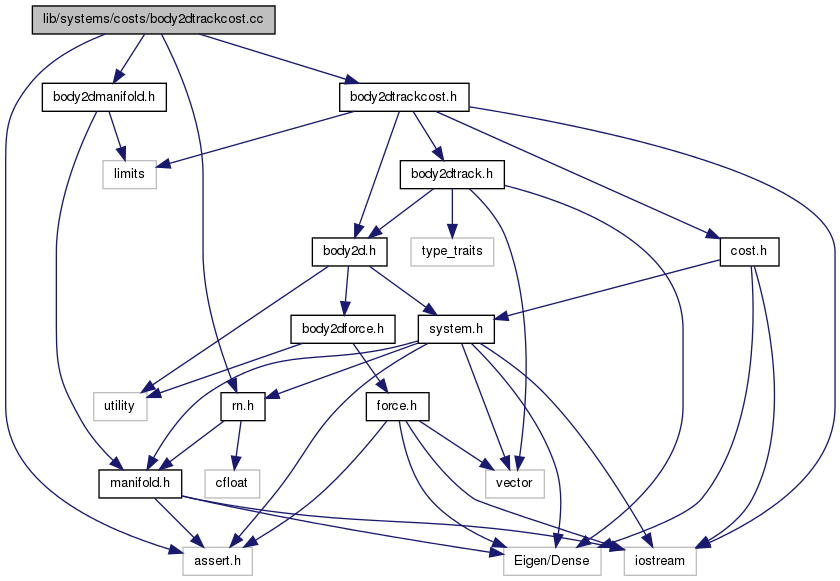 lib/systems/costs/body2dtrackcost.cc
body2dmanifold.h
body2dtrackcost.h
limits
body2dtrack.h
body2d.h
type_traits
cost.h
body2dforce.h
system.h
utility
rn.h
force.h
manifold.h
cfloat
vector
assert.h
Eigen/Dense
iostream